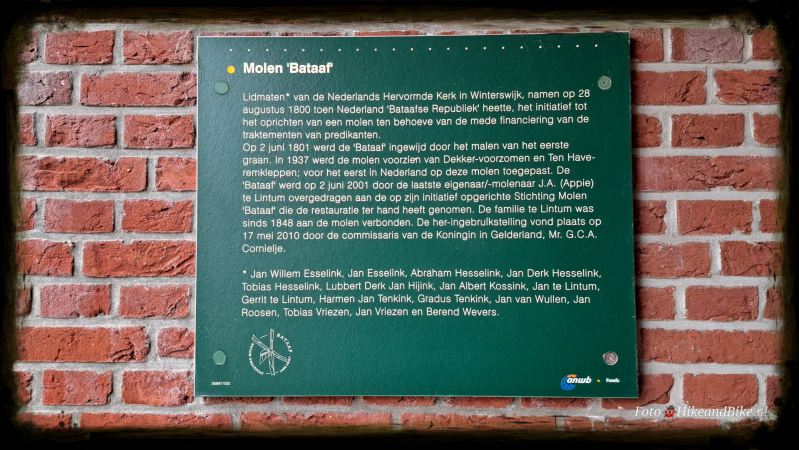 Molen 'Bataaf'
Lidmaten* van de Nederlands Hervormde Kerk in Winterswijk, namen op 28
augustus 1800 toen Nederland 'Bataafse Republiek' heette, het initiatief tot
het oprichten van een molen ten behoeve van de mede financiering van de
traktementen van predikanten.
Op 2 juni 1801 werd de 'Bataaf' ingewijd door het malen van het eerste
graan. In 1937 werd de molen voorzien van Dekker-voorzomen en Ten Have-
remkleppen; voor het eerst in Nederland op deze molen toegepast. De
'Bataaf' werd op 2 juni 2001 door de laatste eigenaar/-molenaar J.A. (Appie)
te Lintum overgedragen aan de op zijn initiatief opgerichte Stichting Molen
'Bataaf' die de restauratie ter hand heeft genomen. De familie te Lintum was
sinds 1848 aan de molen verbonden. De her-ingebruikstelling vond plaats op
17 mei 2010 door de commissaris van de Koningin in Gelderland, Mr. G.C.A.
Cornielje.
* Jan Willem Esselink, Jan Esselink, Abraham Hesselink, Jan Derk Hesselink,
Tobias Hesselink, Lubbert Derk Jan Hijink, Jan Albert Kossink, Jan te Lintum,
Gerrit te Lintum, Harmen Jan Tenkink, Gradus Tenkink, Jan van Wullen, Jan
Roosen, Tobias Vriezen, Jan Vriezen en Berend Wevers.
BATAAF
anwb • Fonds
Foto @HikeandBike.nl